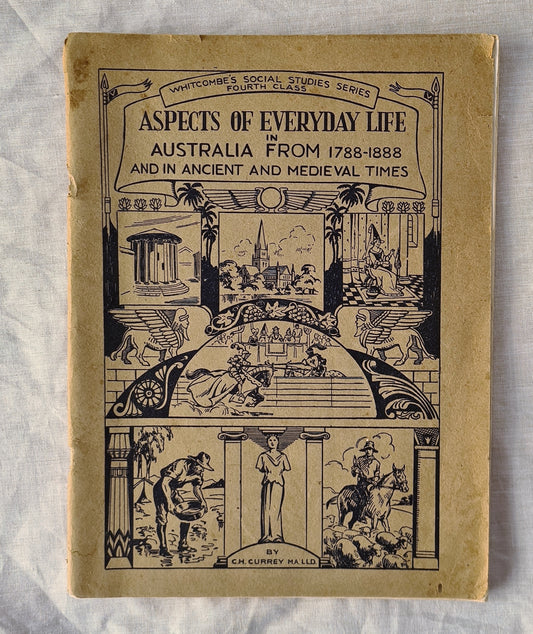 WHITCOMBE'S SOCIAL STUDIES SERIES
FOURTH CLASS
ASPECTS OF EVERYDAY LIFE
IN
AUSTRALIA FROM 1788-1888
AND IN ANCIENT AND MEDIEVAL TIMES
BY
C.H. CURREY M.A. LL.D.